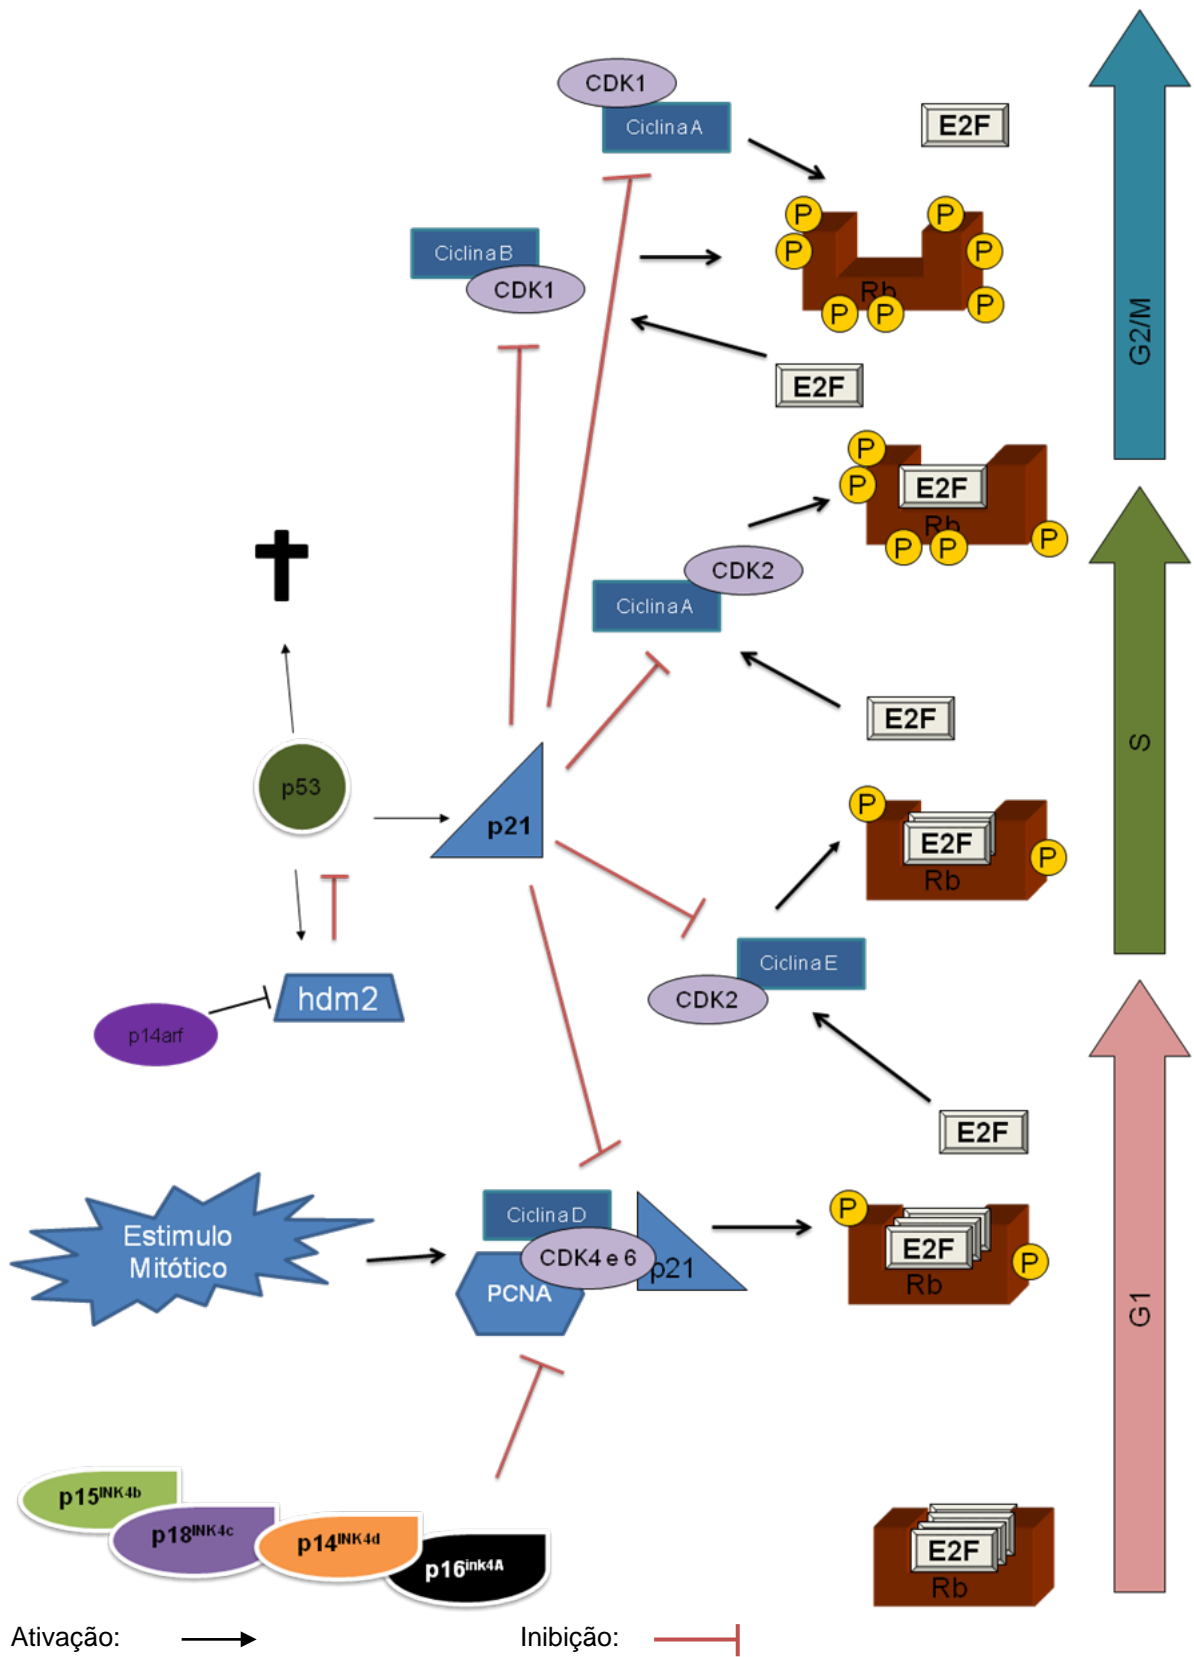 CDK1
Ciclina A
E2F
P
P
P
P
P
P
P
Rb
Ciclina B
CDK1
G2/M
E2F
P
P
E2F
Rb
P
P
P
CDK2
Ciclina A
E2F
S
p53
p21
P
E2F
P
Rb
Ciclina E
CDK2
hdm2
p14arf
E2F
Estimulo
Mitótico
Ciclina D
CDK4 e 6
p21
PCNA
P
E2F
P
Rb
G1
p15INK4b
p18INK4c
p14INK4d
p16ink4A
E2F
Rb
Ativação:
Inibição: